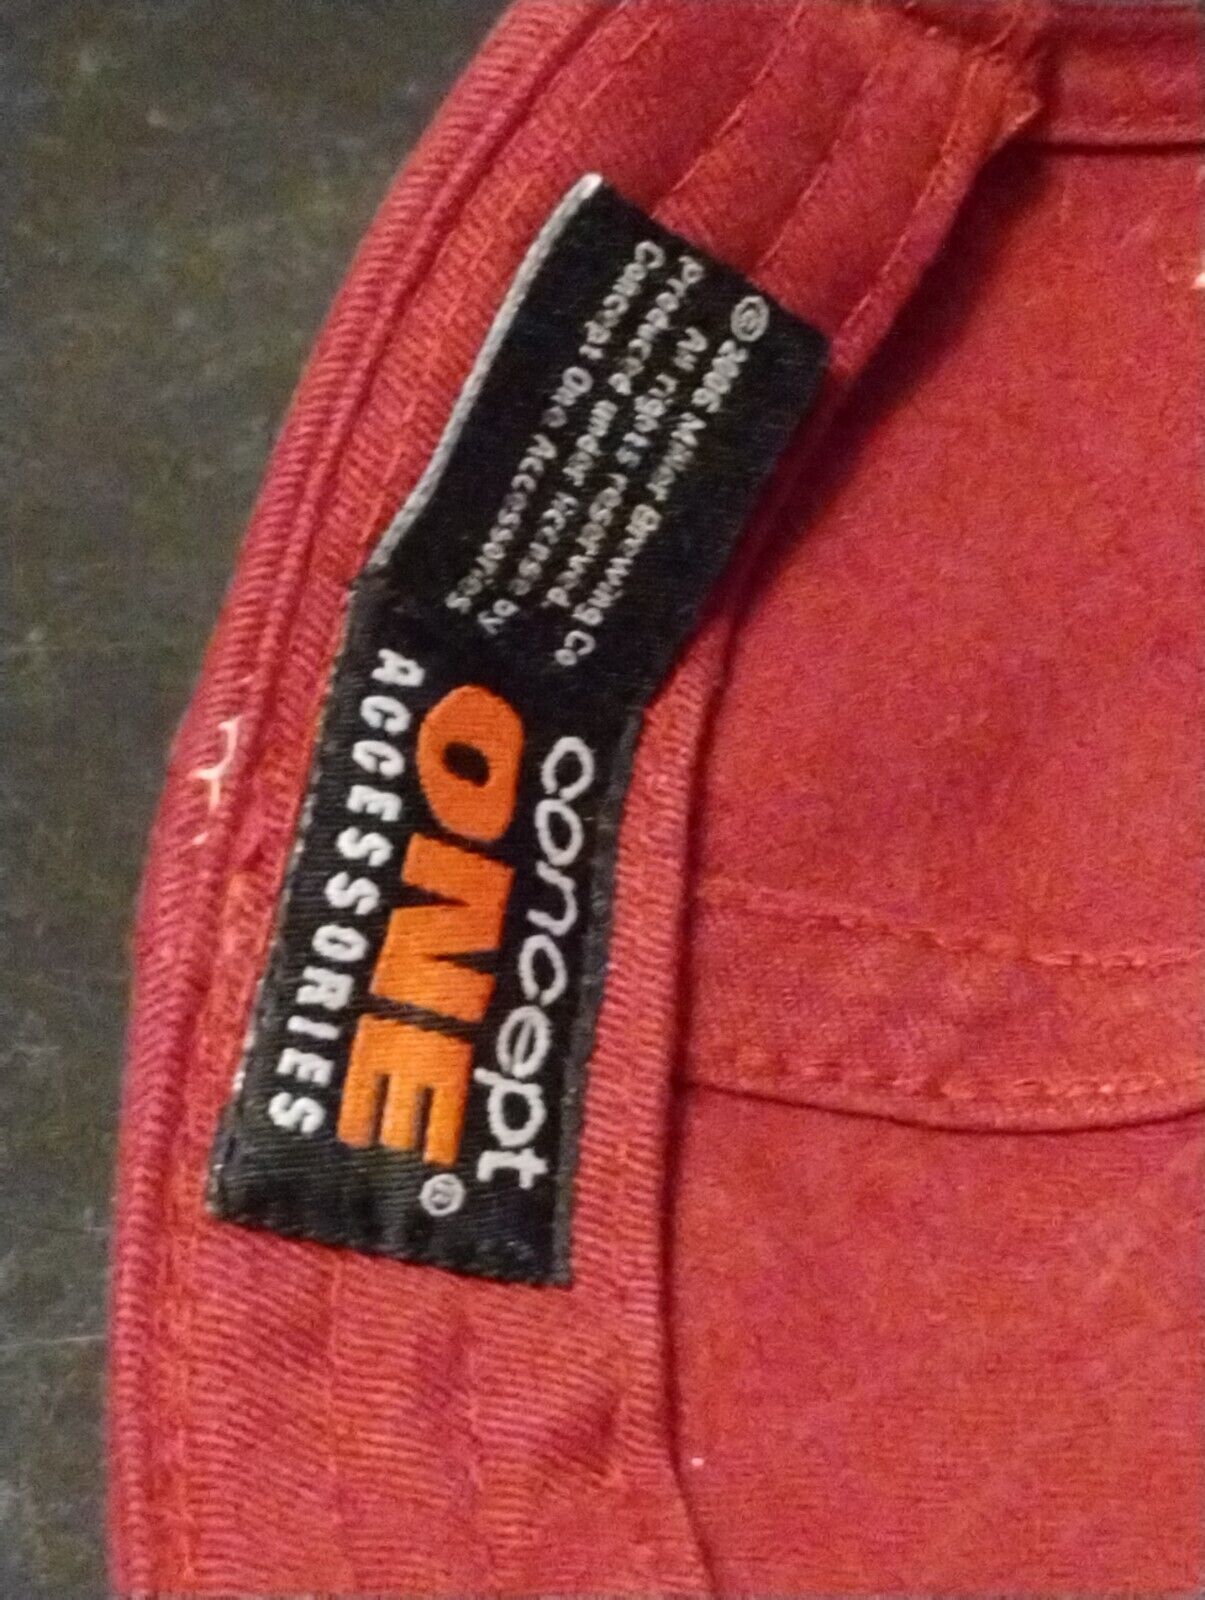 © 2006 Miller Brewing Co
All rights reserved
Produced under license by
Concept One Accessories
concept
ONE®
ACCESSORIES